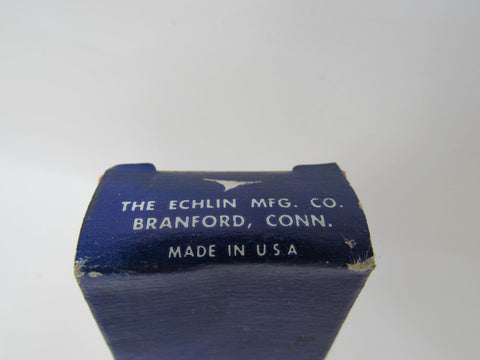 THE ECHLIN MFG. CO.
BRANFORD, CONN.
MADE IN U.S.A